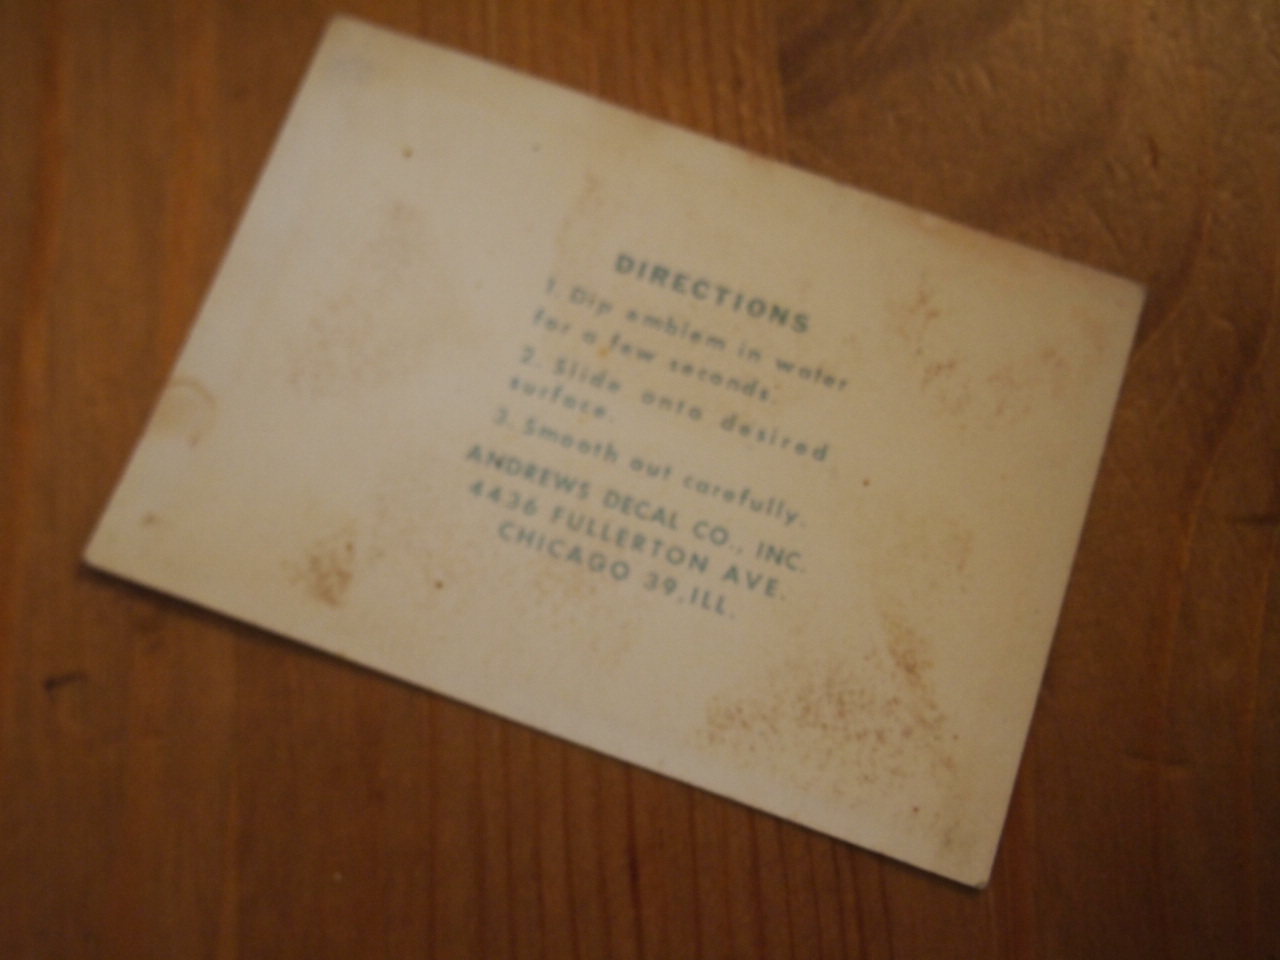 DIRECTIONS
1. Dip emblem in water
for a few seconds.
2. Slide onto desired
surface.
3. Smooth out carefully.
ANDREWS DECAL CO., INC.
4436 FULLERTON AVE.
CHICAGO 39, ILL.